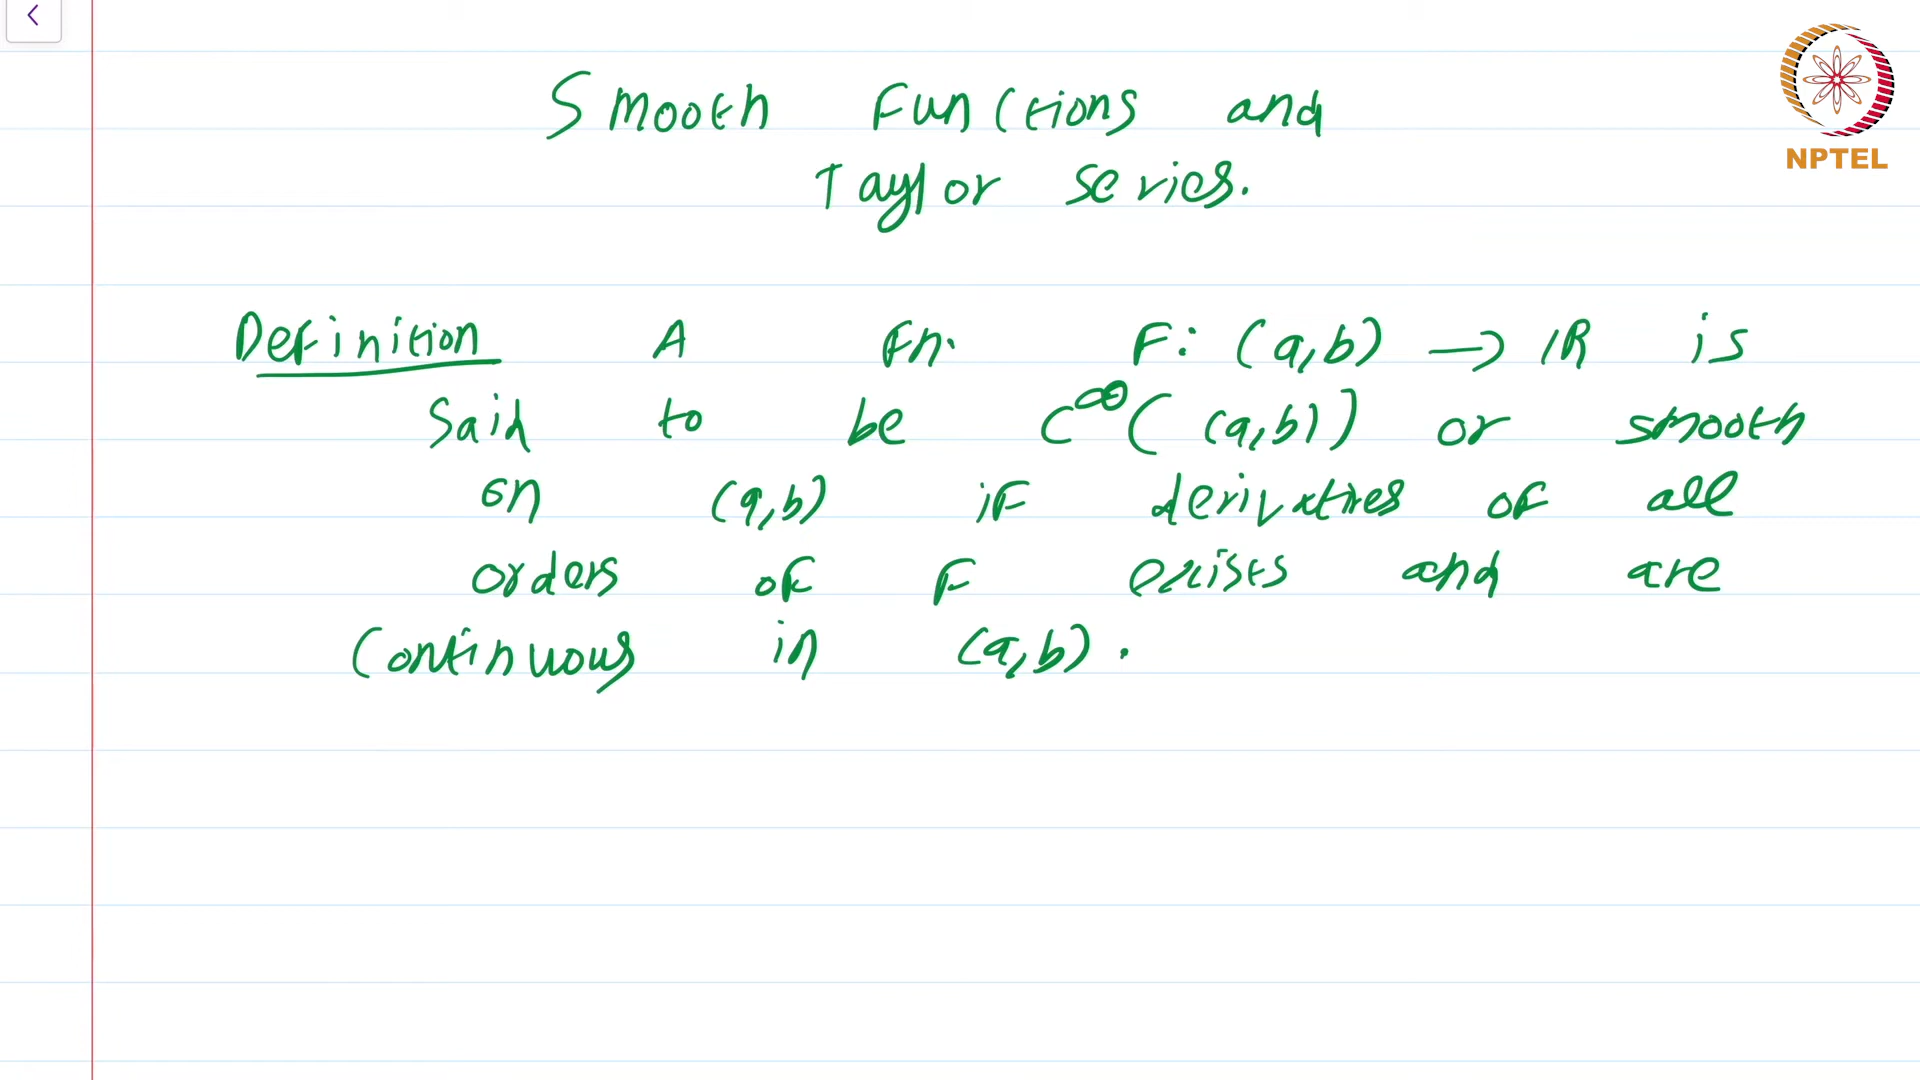 Smooth Functions and
Taylor series.
NPTEL
Definition A Fn. F: (a,b) → ℝ is
Said to be C^∞((a,b)) or smooth
on (a,b) if derivatives of all
orders of F exists and are
Continuous in (a,b).